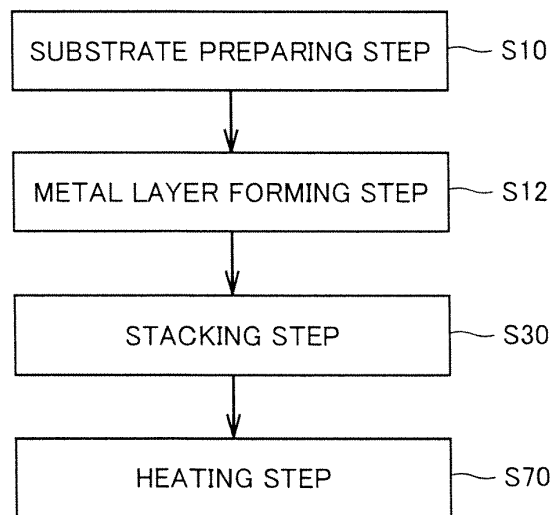 SUBSTRATE PREPARING STEP S10
METAL LAYER FORMING STEP S12
STACKING STEP S30
HEATING STEP S70